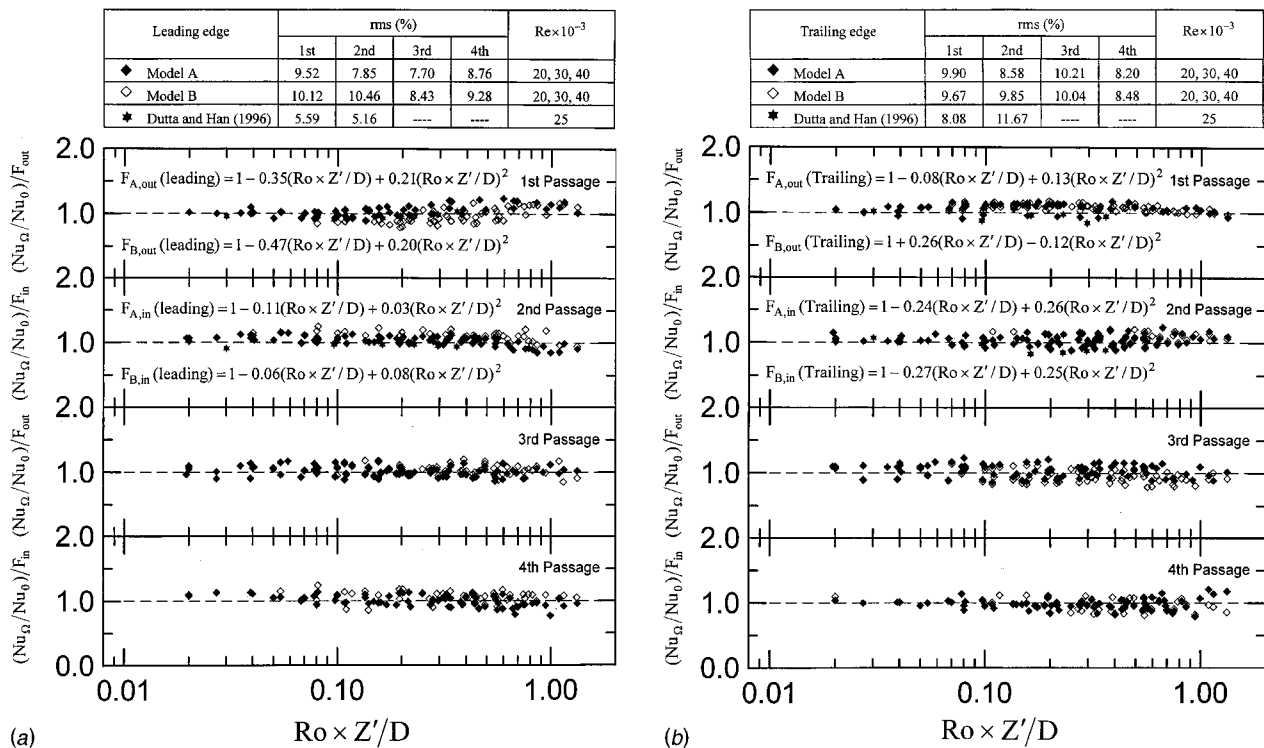 Leading edge rms (%) Re×10⁻³
1st 2nd 3rd 4th
◆ Model A 9.52 7.85 7.70 8.76 20, 30, 40
◇ Model B 10.12 10.46 8.43 9.28 20, 30, 40
✶ Dutta and Han (1996) 5.59 5.16 ---- ---- 25
(Nu_Ω/Nu₀)/F_out
2.0
F_A,out (leading) = 1 − 0.35(Ro × Z′/D) + 0.21(Ro × Z′/D)²
1st Passage
1.0
F_B,out (leading) = 1 − 0.47(Ro × Z′/D) + 0.20(Ro × Z′/D)²
(Nu_Ω/Nu₀)/F_in
2.0
F_A,in (leading) = 1 − 0.11(Ro × Z′/D) + 0.03(Ro × Z′/D)²
2nd Passage
1.0
F_B,in (leading) = 1 − 0.06(Ro × Z′/D) + 0.08(Ro × Z′/D)²
(Nu_Ω/Nu₀)/F_out
2.0
3rd Passage
1.0
(Nu_Ω/Nu₀)/F_in
2.0
4th Passage
1.0
0.0
0.01 0.10 1.00
Ro × Z′/D
(a)
Trailing edge rms (%) Re×10⁻³
1st 2nd 3rd 4th
◆ Model A 9.90 8.58 10.21 8.20 20, 30, 40
◇ Model B 9.67 9.85 10.04 8.48 20, 30, 40
✶ Dutta and Han (1996) 8.08 11.67 ---- ---- 25
(Nu_Ω/Nu₀)/F_out
2.0
F_A,out (Trailing) = 1 − 0.08(Ro × Z′/D) + 0.13(Ro × Z′/D)²
1st Passage
1.0
F_B,out (Trailing) = 1 + 0.26(Ro × Z′/D) − 0.12(Ro × Z′/D)²
(Nu_Ω/Nu₀)/F_in
2.0
F_A,in (Trailing) = 1 − 0.24(Ro × Z′/D) + 0.26(Ro × Z′/D)²
2nd Passage
1.0
F_B,in (Trailing) = 1 − 0.27(Ro × Z′/D) + 0.25(Ro × Z′/D)²
(Nu_Ω/Nu₀)/F_out
2.0
3rd Passage
1.0
(Nu_Ω/Nu₀)/F_in
2.0
4th Passage
1.0
0.0
0.01 0.10 1.00
Ro × Z′/D
(b)